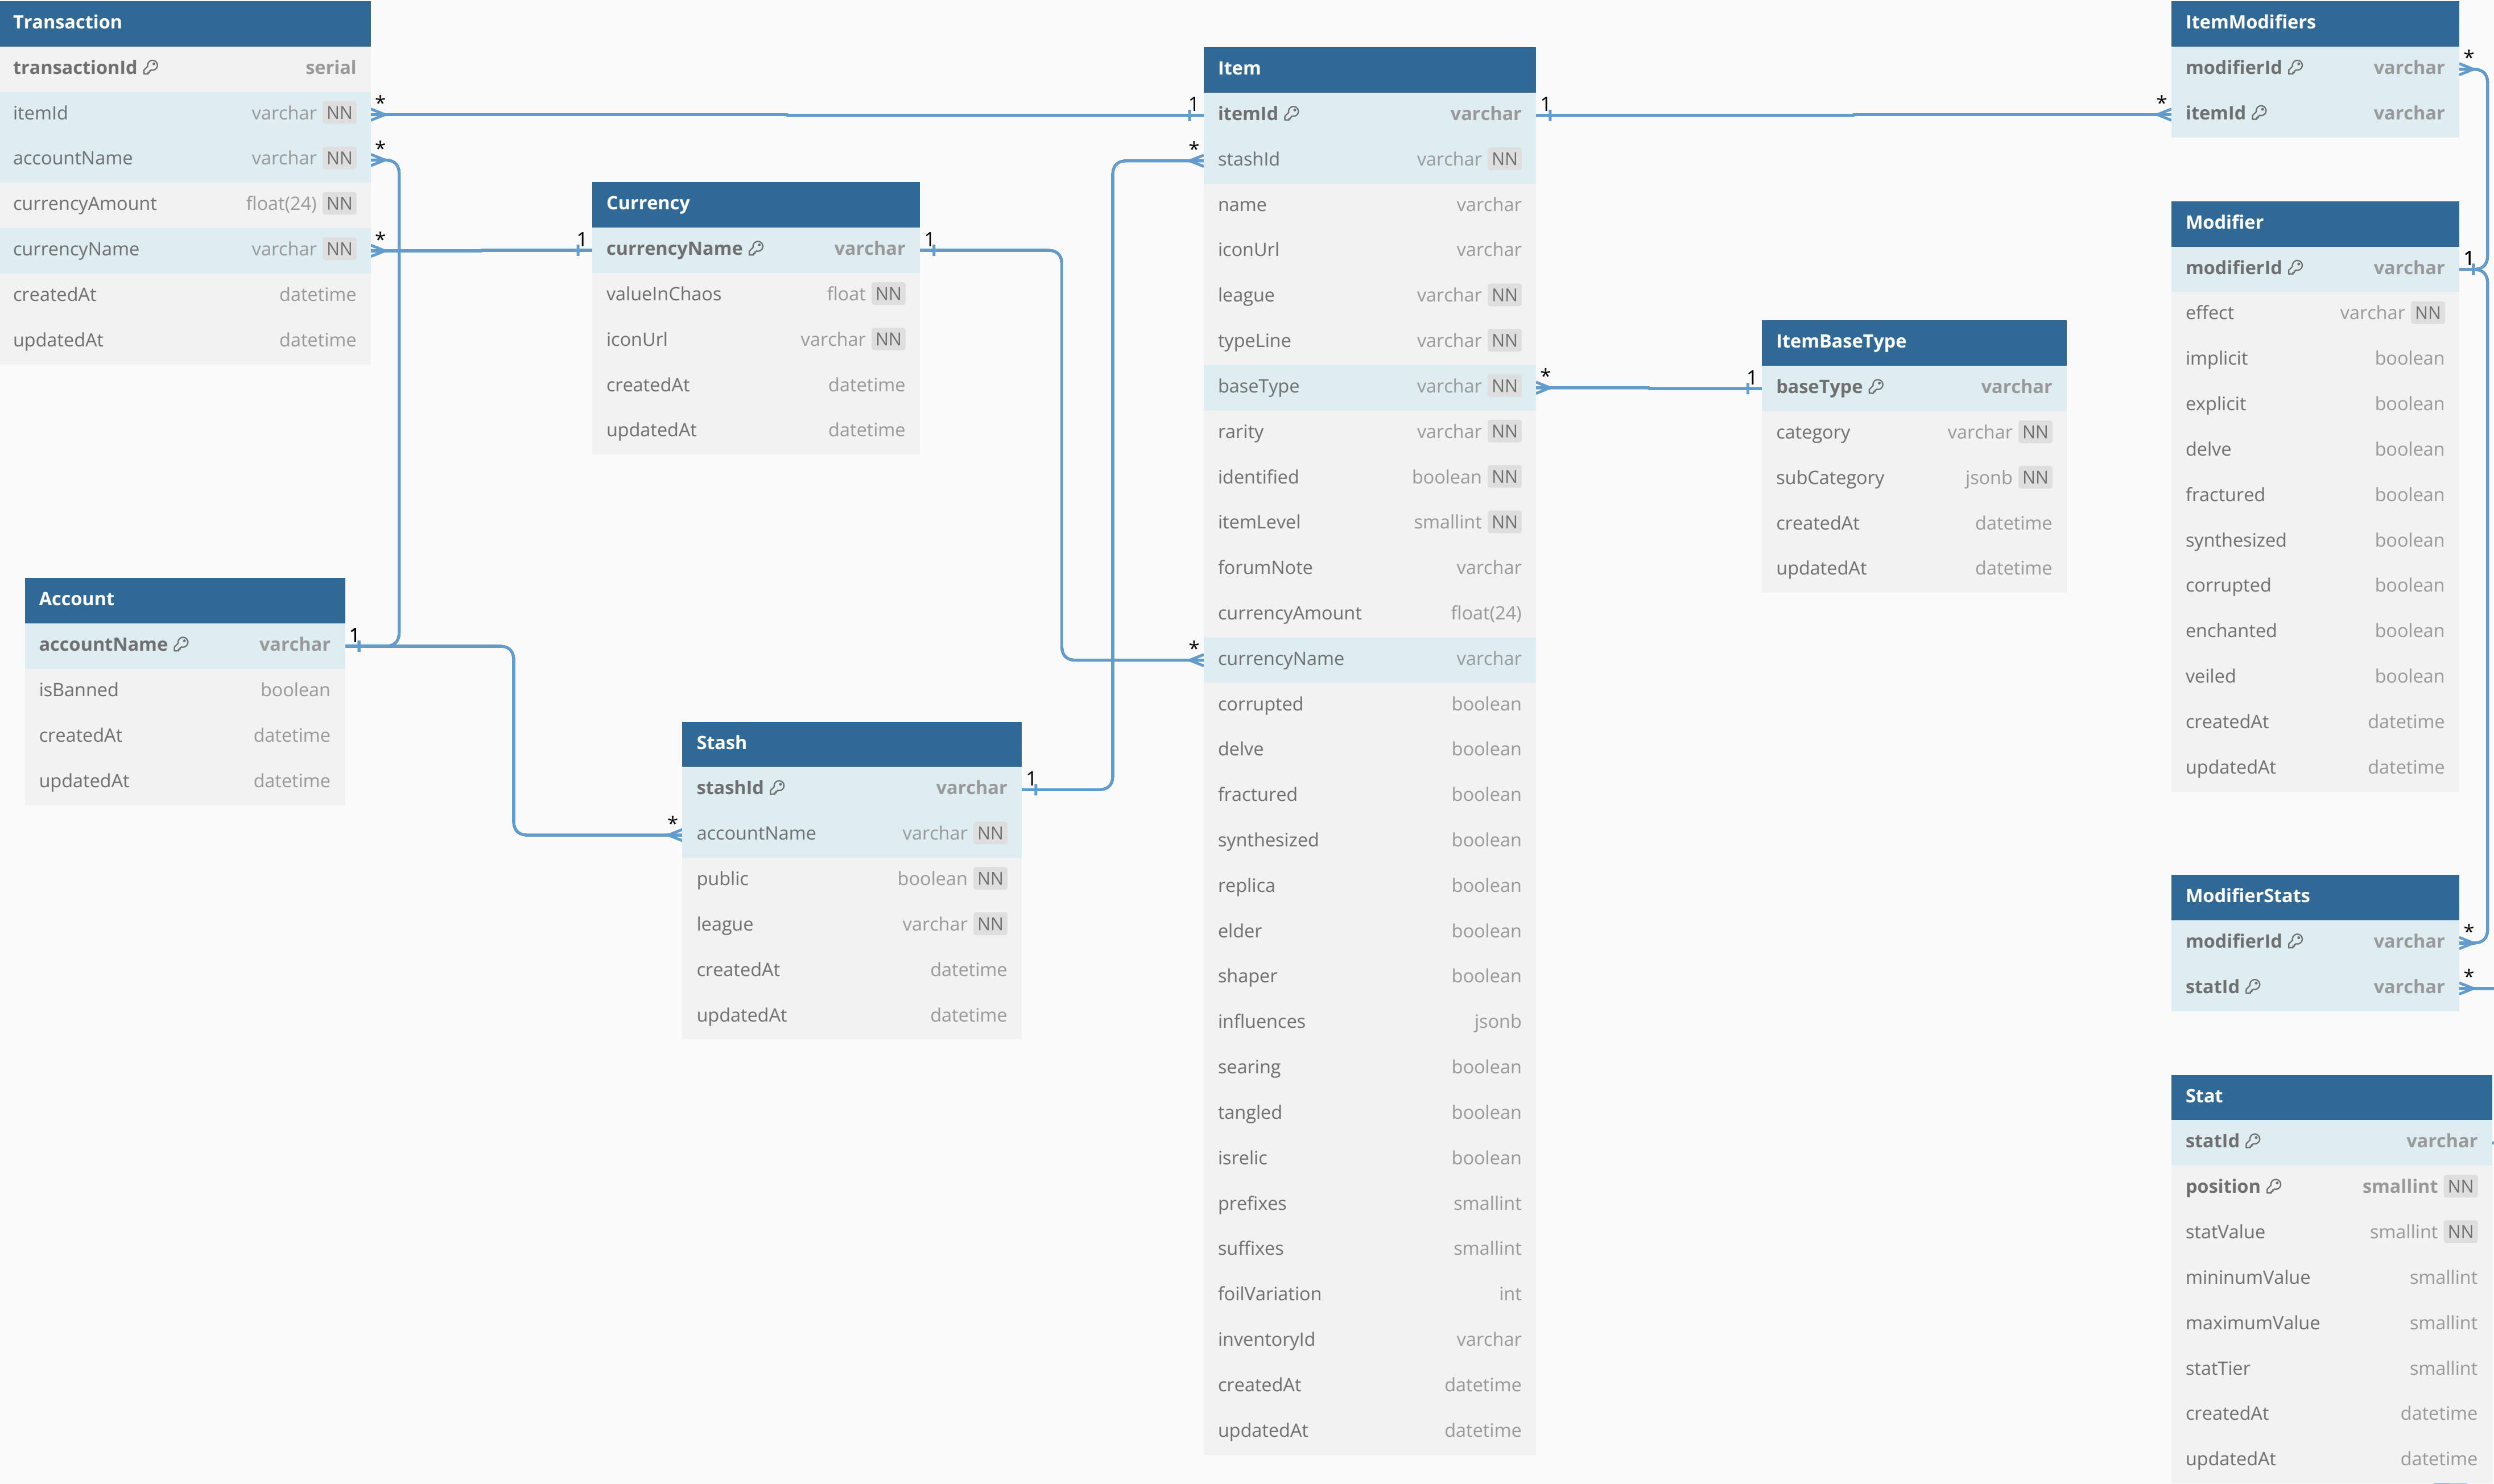 Transaction
transactionId serial
itemId varchar NN
accountName varchar NN
currencyAmount float(24) NN
currencyName varchar NN
createdAt datetime
updatedAt datetime
* 1
*
* 1
Account
accountName varchar
isBanned boolean
createdAt datetime
updatedAt datetime
1
Currency
currencyName varchar
valueInChaos float NN
iconUrl varchar NN
createdAt datetime
updatedAt datetime
1
Stash
stashId varchar
accountName varchar NN
public boolean NN
league varchar NN
createdAt datetime
updatedAt datetime
1
*
Item
itemId varchar
stashId varchar NN
name varchar
iconUrl varchar
league varchar NN
typeLine varchar NN
baseType varchar NN
rarity varchar NN
identified boolean NN
itemLevel smallint NN
forumNote varchar
currencyAmount float(24)
currencyName varchar
corrupted boolean
delve boolean
fractured boolean
synthesized boolean
replica boolean
elder boolean
shaper boolean
influences jsonb
searing boolean
tangled boolean
isrelic boolean
prefixes smallint
suffixes smallint
foilVariation int
inventoryId varchar
createdAt datetime
updatedAt datetime
1 *
*
* 1
*
ItemBaseType
baseType varchar
category varchar NN
subCategory jsonb NN
createdAt datetime
updatedAt datetime
ItemModifiers
modifierId varchar
itemId varchar
*
Modifier
modifierId varchar
effect varchar NN
implicit boolean
explicit boolean
delve boolean
fractured boolean
synthesized boolean
corrupted boolean
enchanted boolean
veiled boolean
createdAt datetime
updatedAt datetime
1
ModifierStats
modifierId varchar
statId varchar
*
*
Stat
statId varchar
position smallint NN
statValue smallint NN
mininumValue smallint
maximumValue smallint
statTier smallint
createdAt datetime
updatedAt datetime